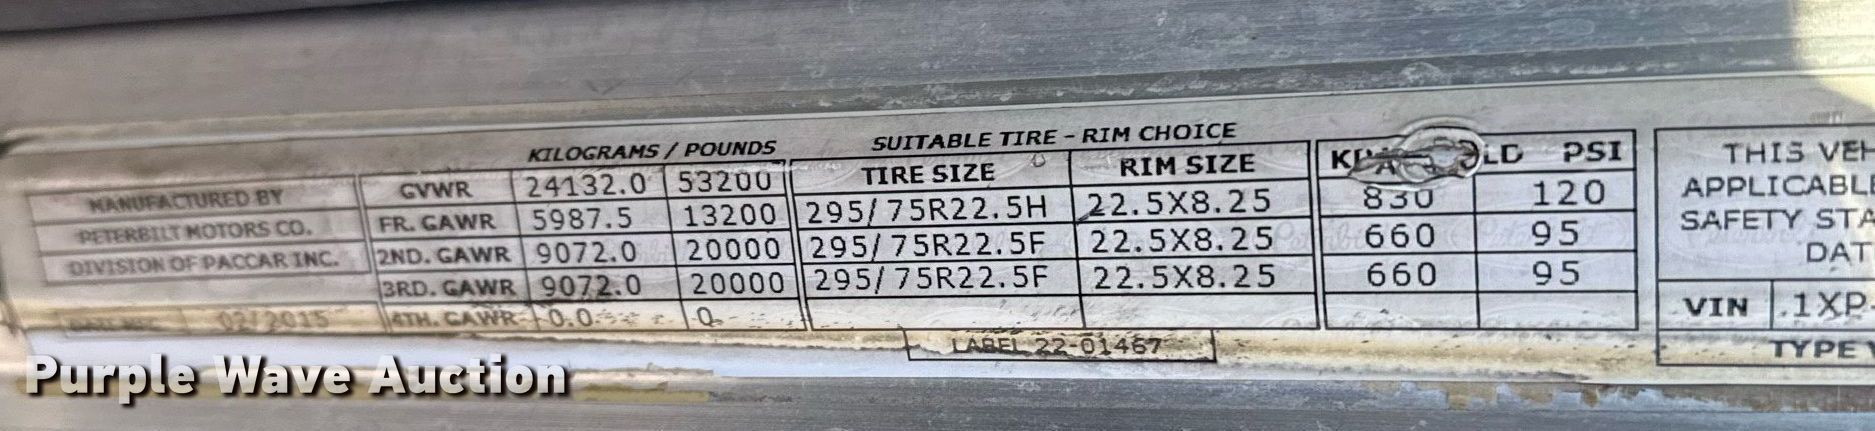 KILOGRAMS / POUNDS SUITABLE TIRE - RIM CHOICE
TIRE SIZE RIM SIZE LD PSI
MANUFACTURED BY GVWR 24132.0 53200
PETERBILT MOTORS CO. FR. GAWR 5987.5 13200 295/75R22.5H 22.5X8.25 830 120
DIVISION OF PACCAR INC. 2ND. GAWR 9072.0 20000 295/75R22.5F 22.5X8.25 660 95
3RD. GAWR 9072.0 20000 295/75R22.5F 22.5X8.25 660 95
02/2015 4TH. GAWR 0.0 0
LABEL 22-01467
THIS VEH
APPLICABLE
SAFETY STA
DAT
VIN .1XP
TYPE
Purple Wave Auction